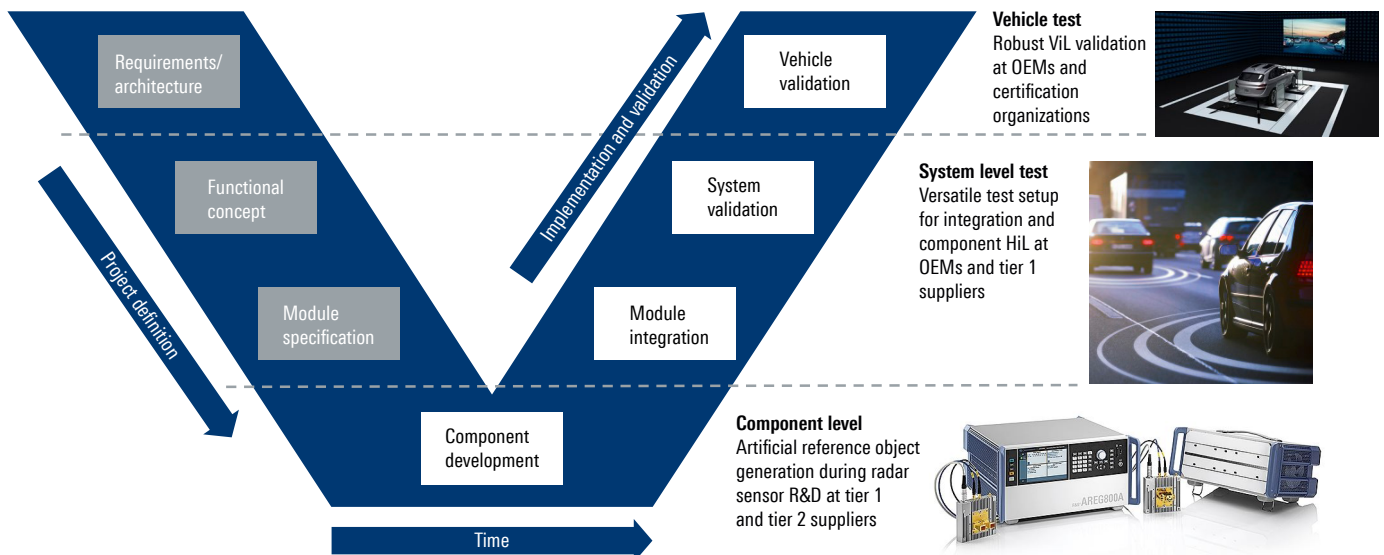 Requirements/
architecture
Functional
concept
Module
specification
Project definition
Component
development
Time
Implementation and validation
Vehicle
validation
System
validation
Module
integration
Vehicle test
Robust ViL validation
at OEMs and
certification
organizations
System level test
Versatile test setup
for integration and
component HiL at
OEMs and tier 1
suppliers
Component level
Artificial reference object
generation during radar
sensor R&D at tier 1
and tier 2 suppliers
AREG800A